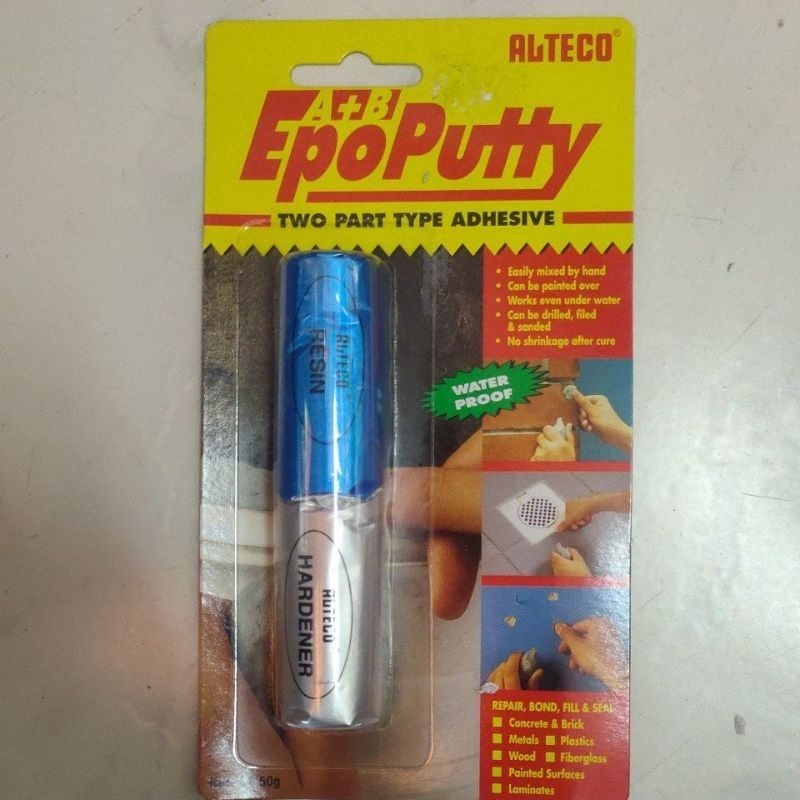 ALTECO®
A+B
EpoPutty
TWO PART TYPE ADHESIVE
• Easily mixed by hand
• Can be painted over
• Works even under water
• Can be drilled, filed
& sanded
• No shrinkage after cure
WATER
PROOF
ALTECO
RESIN
ALTECO
HARDENER
REPAIR, BOND, FILL & SEAL
Concrete & Brick
Metals
Plastics
Wood
Fiberglass
Painted Surfaces
Laminates
50g